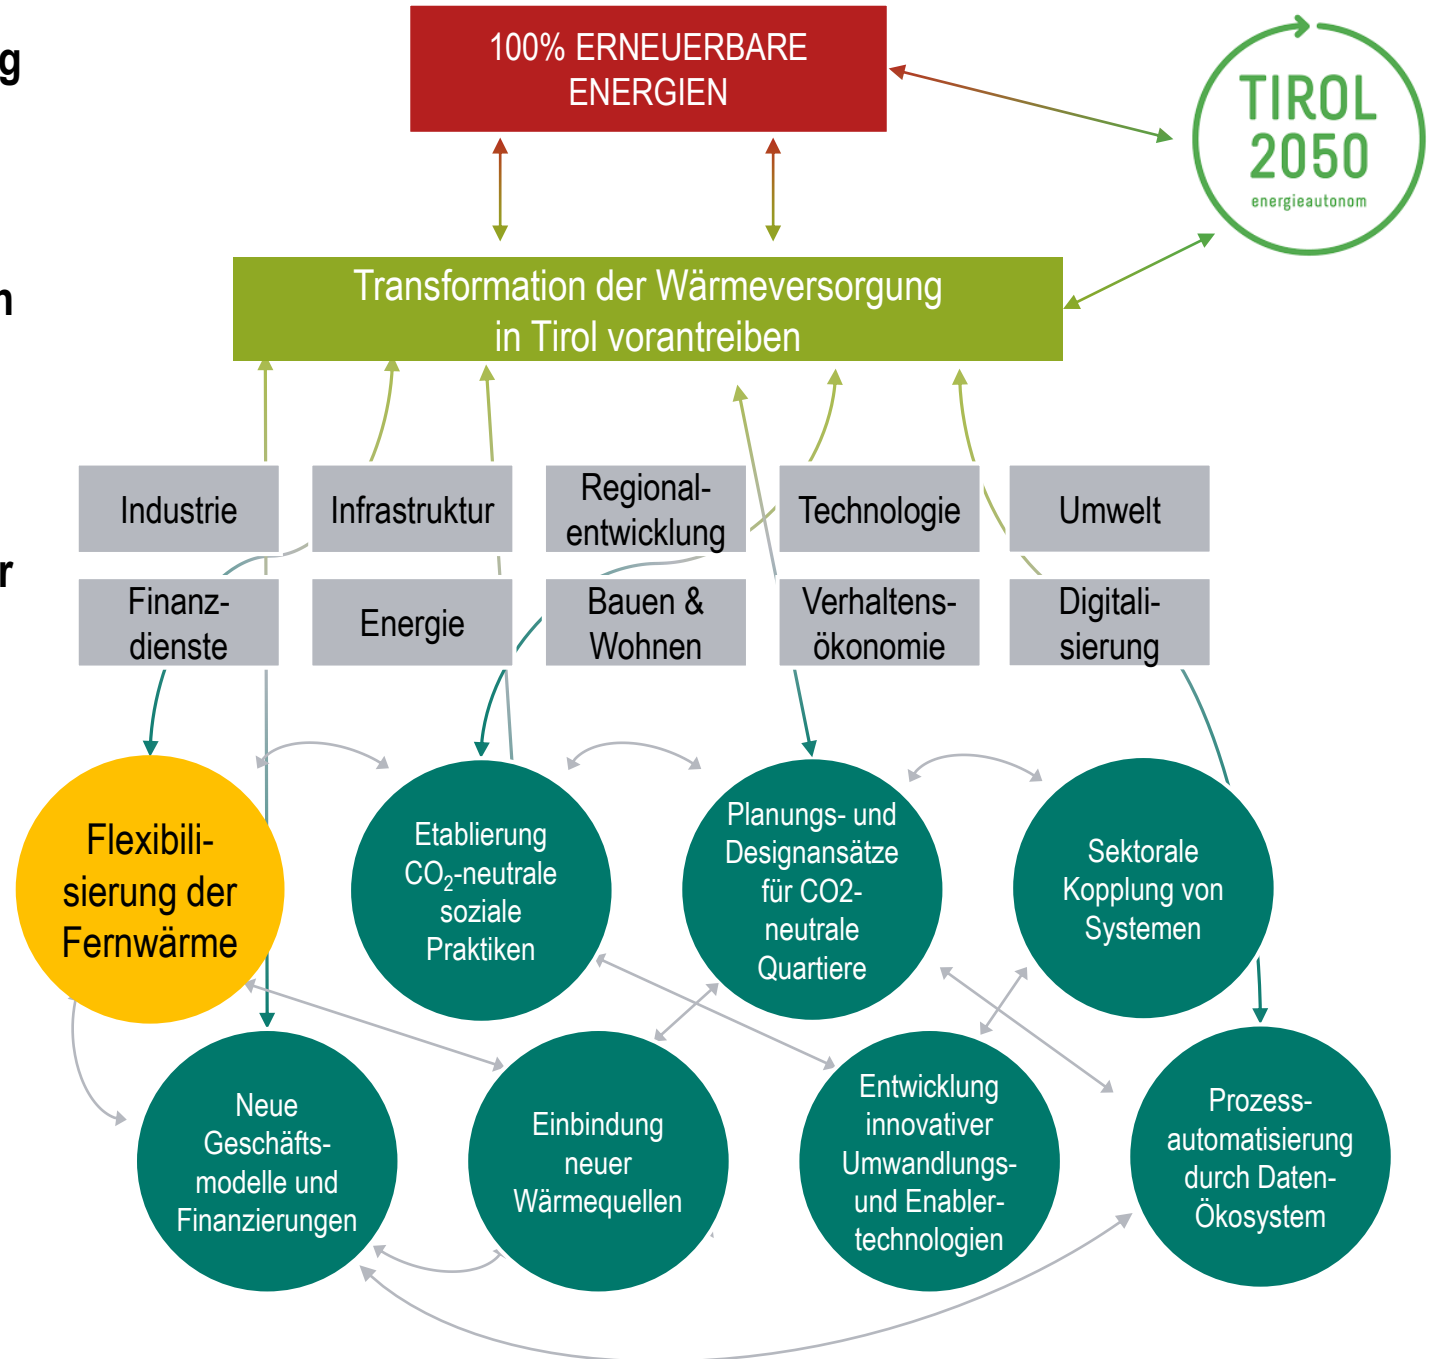 g
100% ERNEUERBARE
ENERGIEN
TIROL
2050
energieautonom
n
Transformation der Wärmeversorgung
in Tirol vorantreiben
Industrie
Infrastruktur
Regional-
entwicklung
Technologie
Umwelt
r
Finanz-
dienste
Energie
Bauen &
Wohnen
Verhaltens-
ökonomie
Digitali-
sierung
Flexibili-
sierung der
Fernwärme
Etablierung
CO₂-neutrale
soziale
Praktiken
Planungs- und
Designansätze
für CO2-
neutrale
Quartiere
Sektorale
Kopplung von
Systemen
Neue
Geschäfts-
modelle und
Finanzierungen
Einbindung
neuer
Wärmequellen
Entwicklung
innovativer
Umwandlungs-
und Enabler-
technologien
Prozess-
automatisierung
durch Daten-
Ökosystem